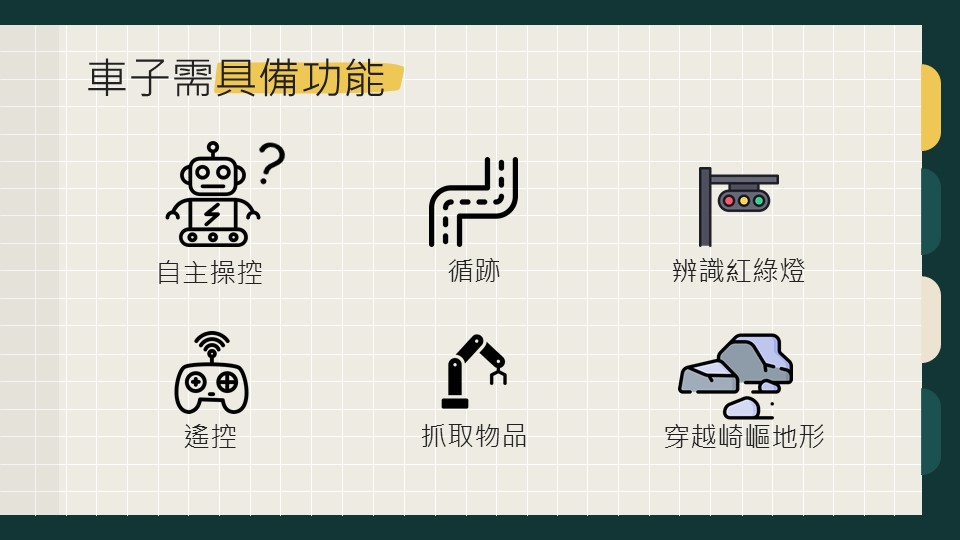 車子需具備功能
?
自主操控
循跡
辨識紅綠燈
遙控
抓取物品
穿越崎嶇地形